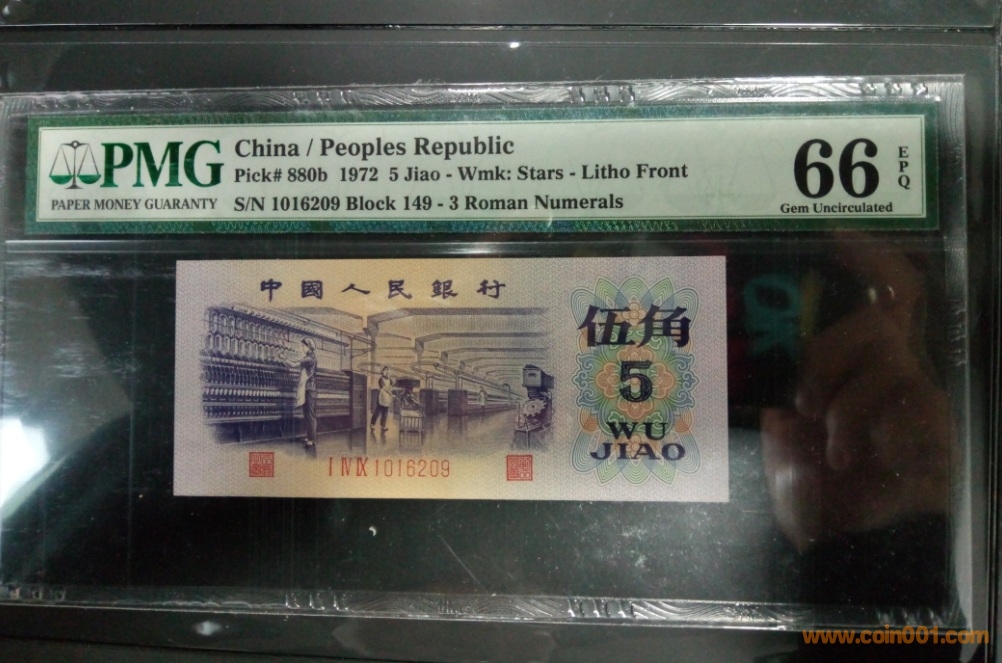 PMG
PAPER MONEY GUARANTY
China / Peoples Republic
Pick# 880b 1972 5 Jiao - Wmk: Stars - Litho Front
S/N 1016209 Block 149 - 3 Roman Numerals
66
EPQ
Gem Uncirculated
中國人民銀行
伍角
5
WU
JIAO
I IV IX 1016209
www.coin001.com